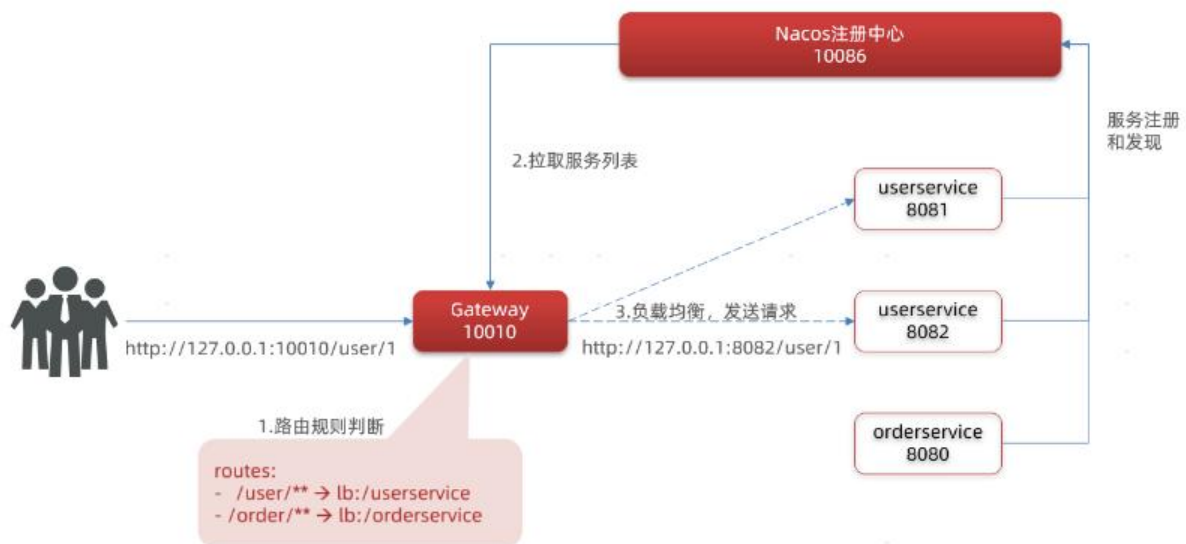 Nacos注册中心
10086
服务注册
和发现
2.拉取服务列表
userservice
8081
Gateway
10010
3.负载均衡，发送请求
userservice
8082
http://127.0.0.1:10010/user/1
http://127.0.0.1:8082/user/1
1.路由规则判断
orderservice
8080
routes:
- /user/** → lb:/userservice
- /order/** → lb:/orderservice